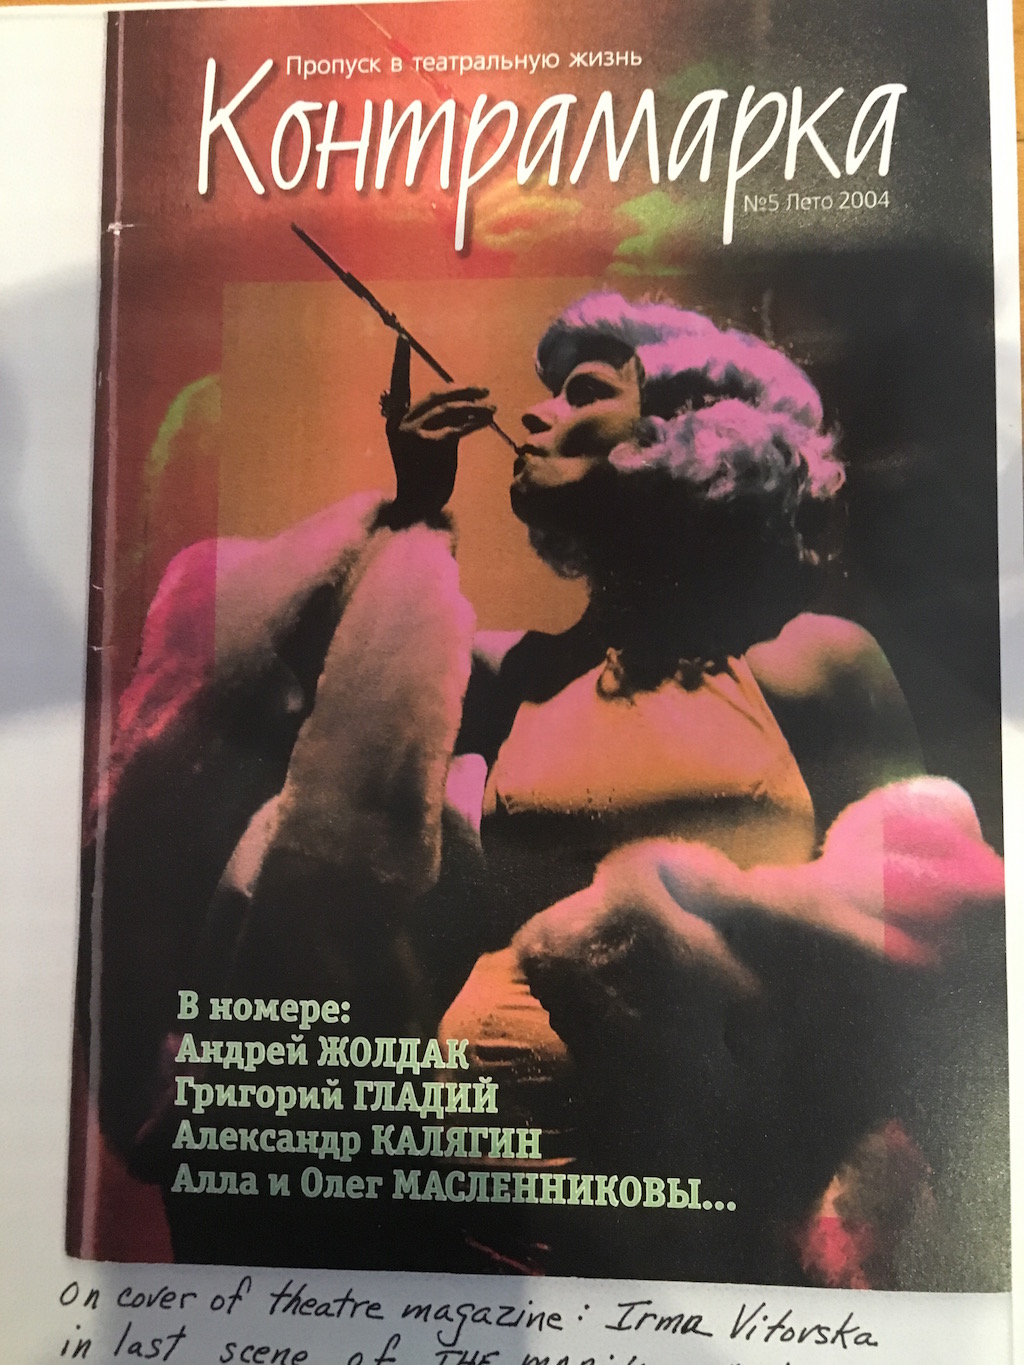 Пропуск в театральную жизнь
Контрамарка
№5 Лето 2004
В номере:
Андрей ЖОЛДАК
Григорий ГЛАДИЙ
Александр КАЛЯГИН
Алла и Олег МАСЛЕННИКОВЫ...
On cover of theatre magazine: Irma Vitovska
in last scene of THE